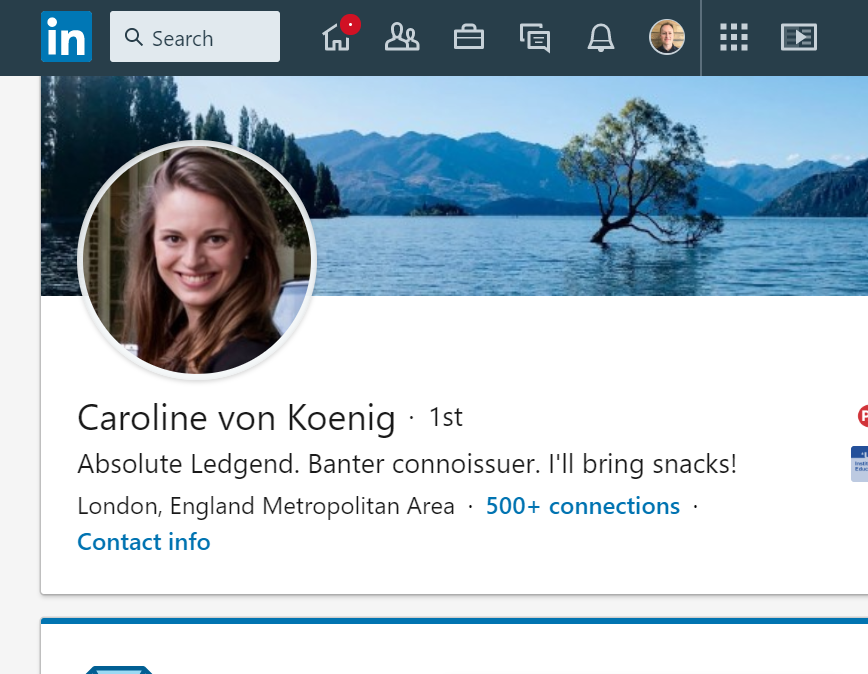 in
Search
Caroline von Koenig · 1st
Absolute Ledgend. Banter connoissuer. I'll bring snacks!
London, England Metropolitan Area · 500+ connections ·
Contact info